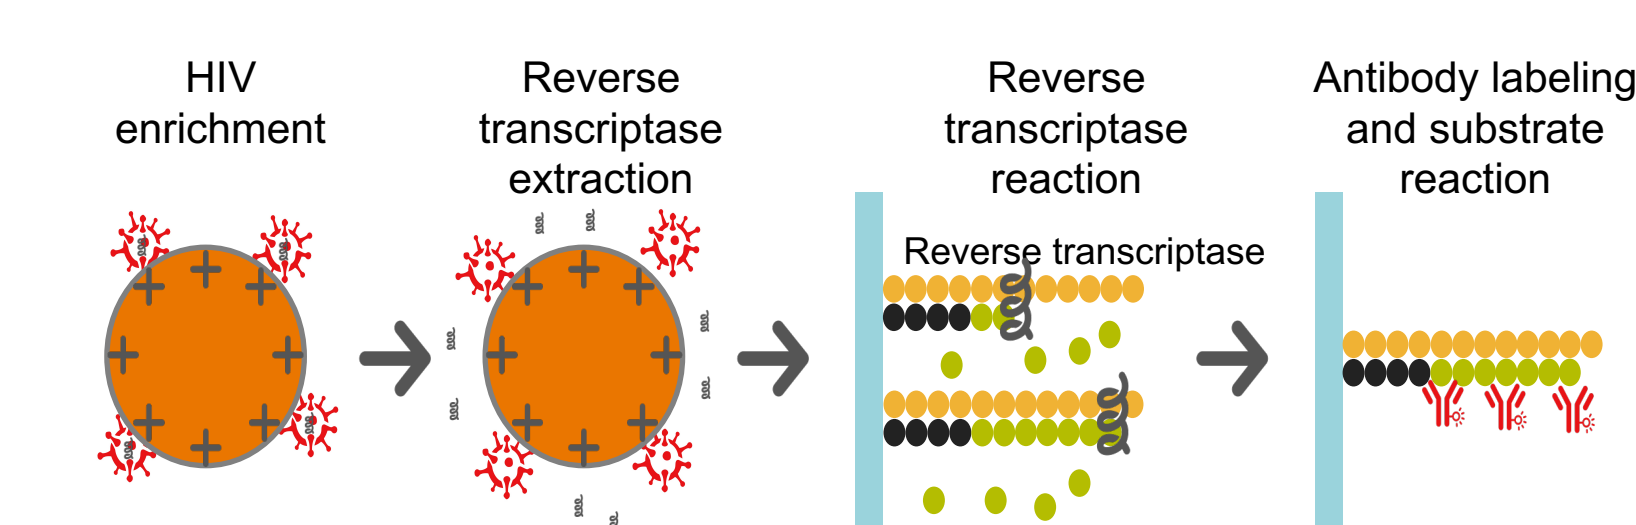 HIV
enrichment
Reverse
transcriptase
extraction
Reverse
transcriptase
reaction
Reverse transcriptase
Antibody labeling
and substrate
reaction